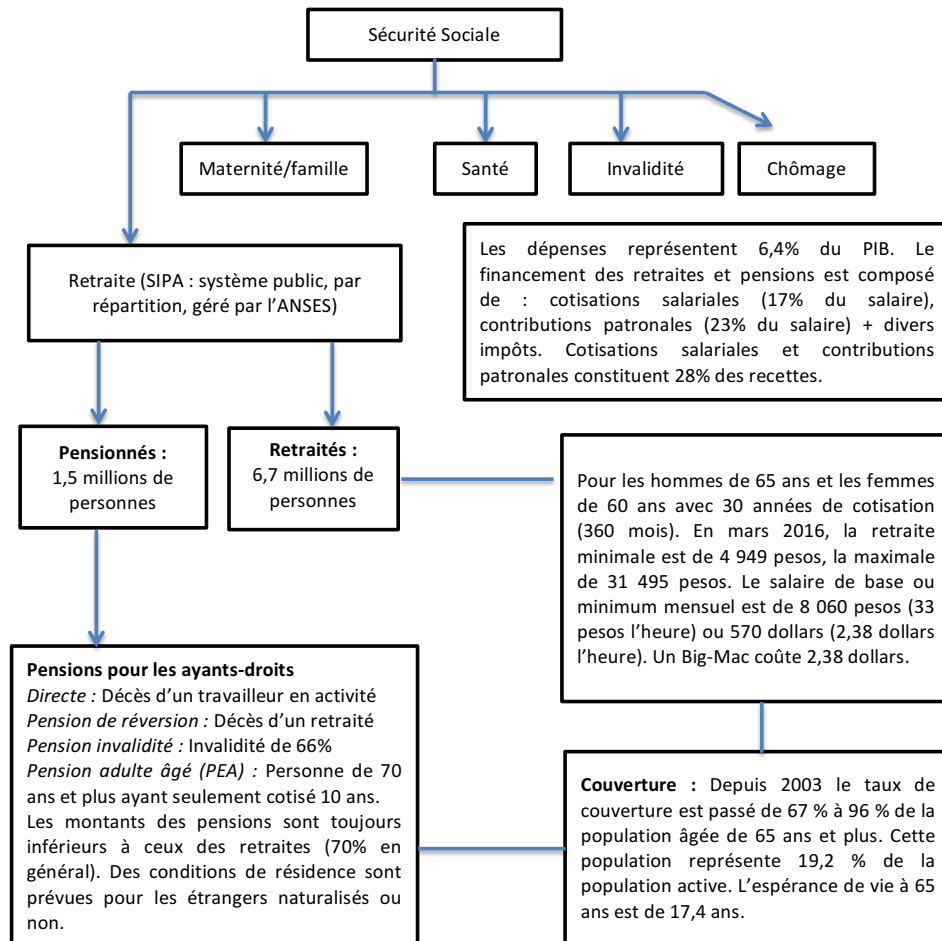 Sécurité Sociale
Maternité/famille
Santé
Invalidité
Chômage
Retraite (SIPA : système public, par
répartition, géré par l'ANSES)
Les dépenses représentent 6,4% du PIB. Le
financement des retraites et pensions est composé
de : cotisations salariales (17% du salaire),
contributions patronales (23% du salaire) + divers
impôts. Cotisations salariales et contributions
patronales constituent 28% des recettes.
Pensionnés :
1,5 millions de
personnes
Retraités :
6,7 millions de
personnes
Pour les hommes de 65 ans et les femmes
de 60 ans avec 30 années de cotisation
(360 mois). En mars 2016, la retraite
minimale est de 4 949 pesos, la maximale
de 31 495 pesos. Le salaire de base ou
minimum mensuel est de 8 060 pesos (33
pesos l'heure) ou 570 dollars (2,38 dollars
l'heure). Un Big-Mac coûte 2,38 dollars.
Pensions pour les ayants-droits
Directe : Décès d'un travailleur en activité
Pension de réversion : Décès d'un retraité
Pension invalidité : Invalidité de 66%
Pension adulte âgé (PEA) : Personne de 70
ans et plus ayant seulement cotisé 10 ans.
Les montants des pensions sont toujours
inférieurs à ceux des retraites (70% en
général). Des conditions de résidence sont
prévues pour les étrangers naturalisés ou
non.
Couverture : Depuis 2003 le taux de
couverture est passé de 67 % à 96 % de la
population âgée de 65 ans et plus. Cette
population représente 19,2 % de la
population active. L'espérance de vie à 65
ans est de 17,4 ans.